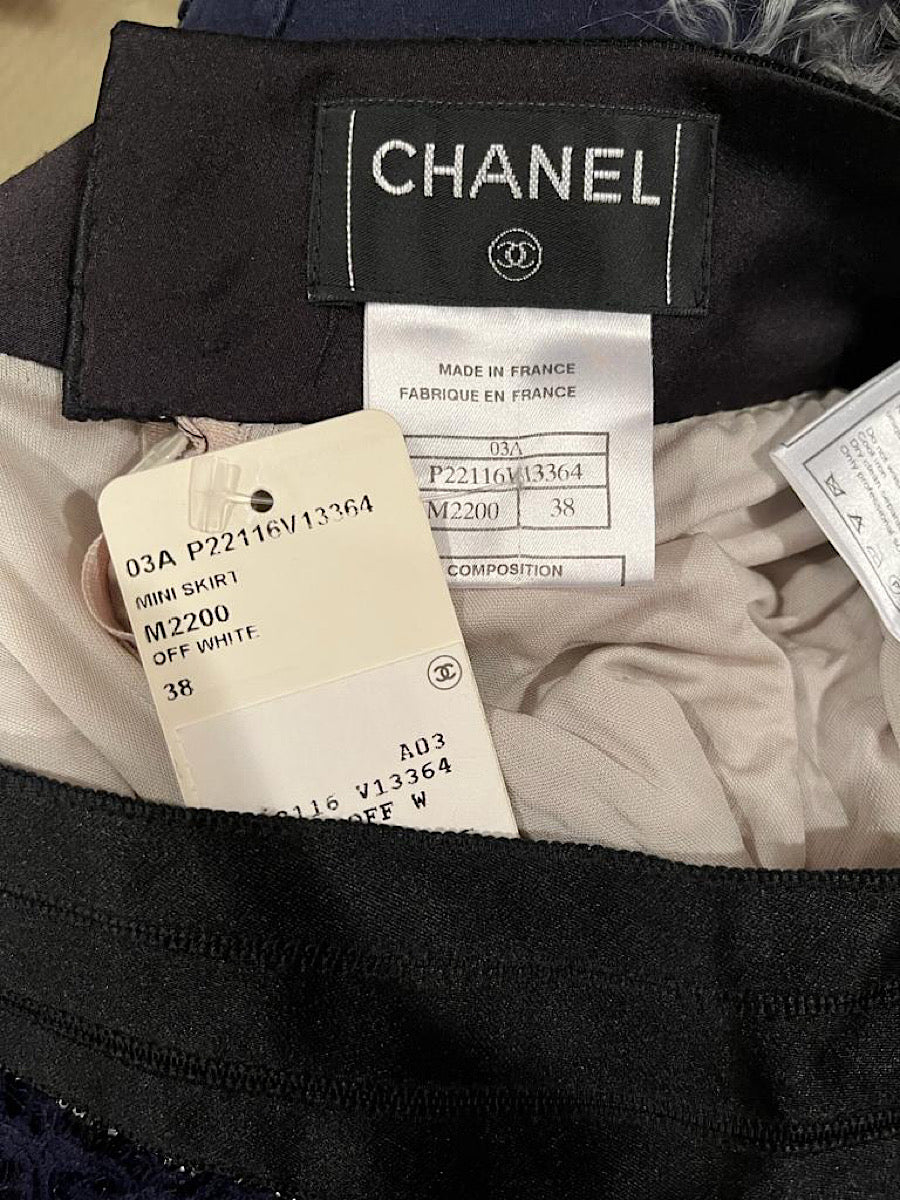 CHANEL
MADE IN FRANCE
FABRIQUE EN FRANCE
03A
P22116V13364
M2200 38
COMPOSITION
03A P22116V13364
MINI SKIRT
M2200
OFF WHITE
38
A03
116 V13364
OFF W